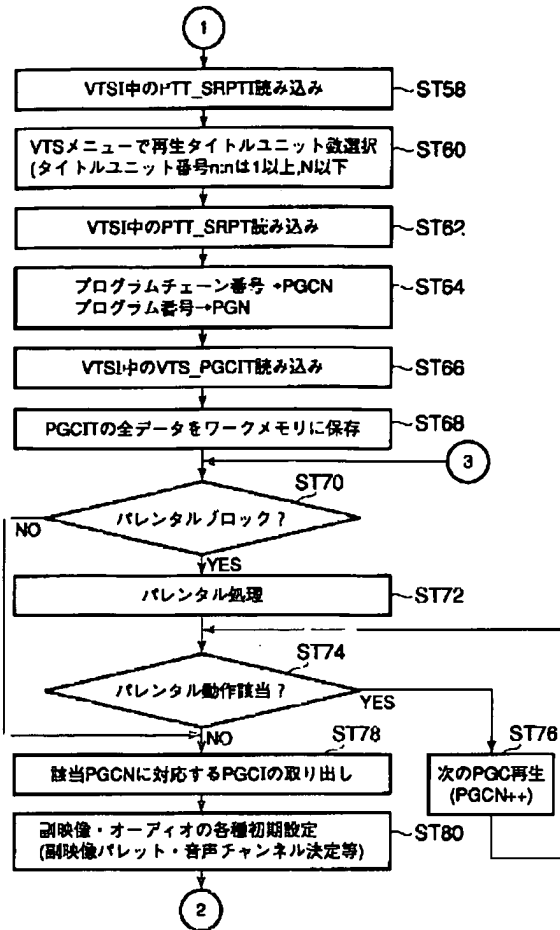 1
VTSI中のPTT_SRPTI読み込み
ST58
VTSメニューで再生タイトルユニット数選択
(タイトルユニット番号n:nは1以上,N以下
ST60
VTSI中のPTT_SRPT読み込み
ST62
プログラムチェーン番号→PGCN
プログラム番号→PGN
ST64
VTSI中のVTS_PGCIT読み込み
ST66
PGCITの全データをワークメモリに保存
ST68
3
ST70
パレンタルブロック？
NO
YES
パレンタル処理
ST72
ST74
パレンタル動作該当？
YES
NO
ST76
次のPGC再生
(PGCN++)
ST78
該当PGCNに対応するPGCIの取り出し
副映像・オーディオの各種初期設定
(副映像パレット・音声チャンネル決定等)
ST80
2